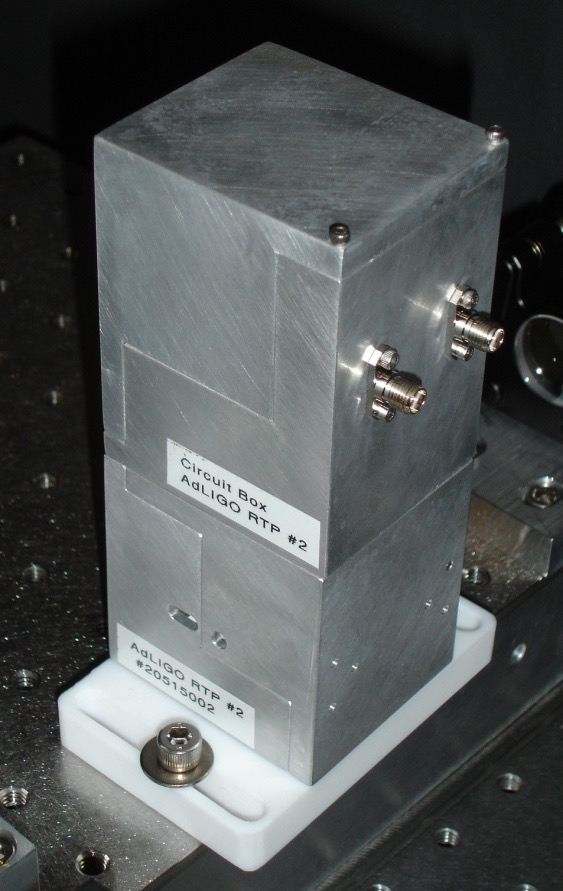 Circuit Box
AdLIGO RTP #2
AdLIGO RTP #2
#20515002